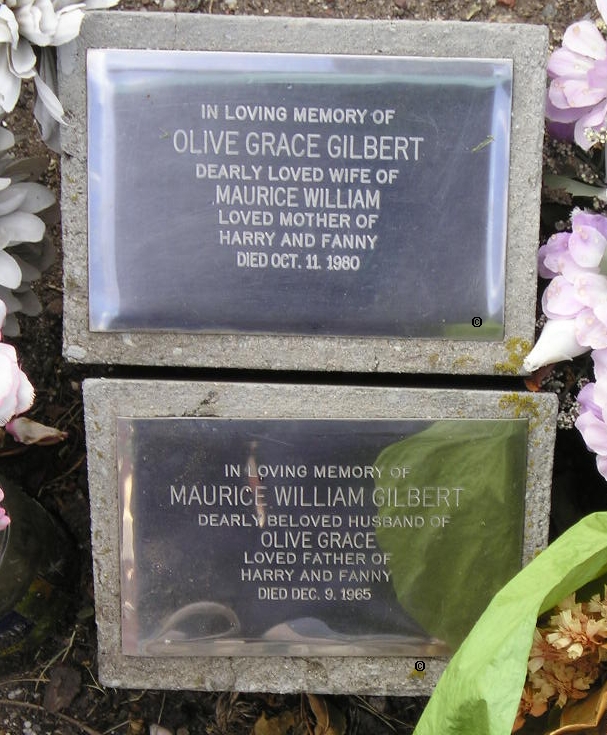 IN LOVING MEMORY OF
OLIVE GRACE GILBERT
DEARLY LOVED WIFE OF
MAURICE WILLIAM
LOVED MOTHER OF
HARRY AND FANNY
DIED OCT. 11. 1980
©
IN LOVING MEMORY OF
MAURICE WILLIAM GILBERT
DEARLY BELOVED HUSBAND OF
OLIVE GRACE
LOVED FATHER OF
HARRY AND FANNY
DIED DEC. 9. 1965
©